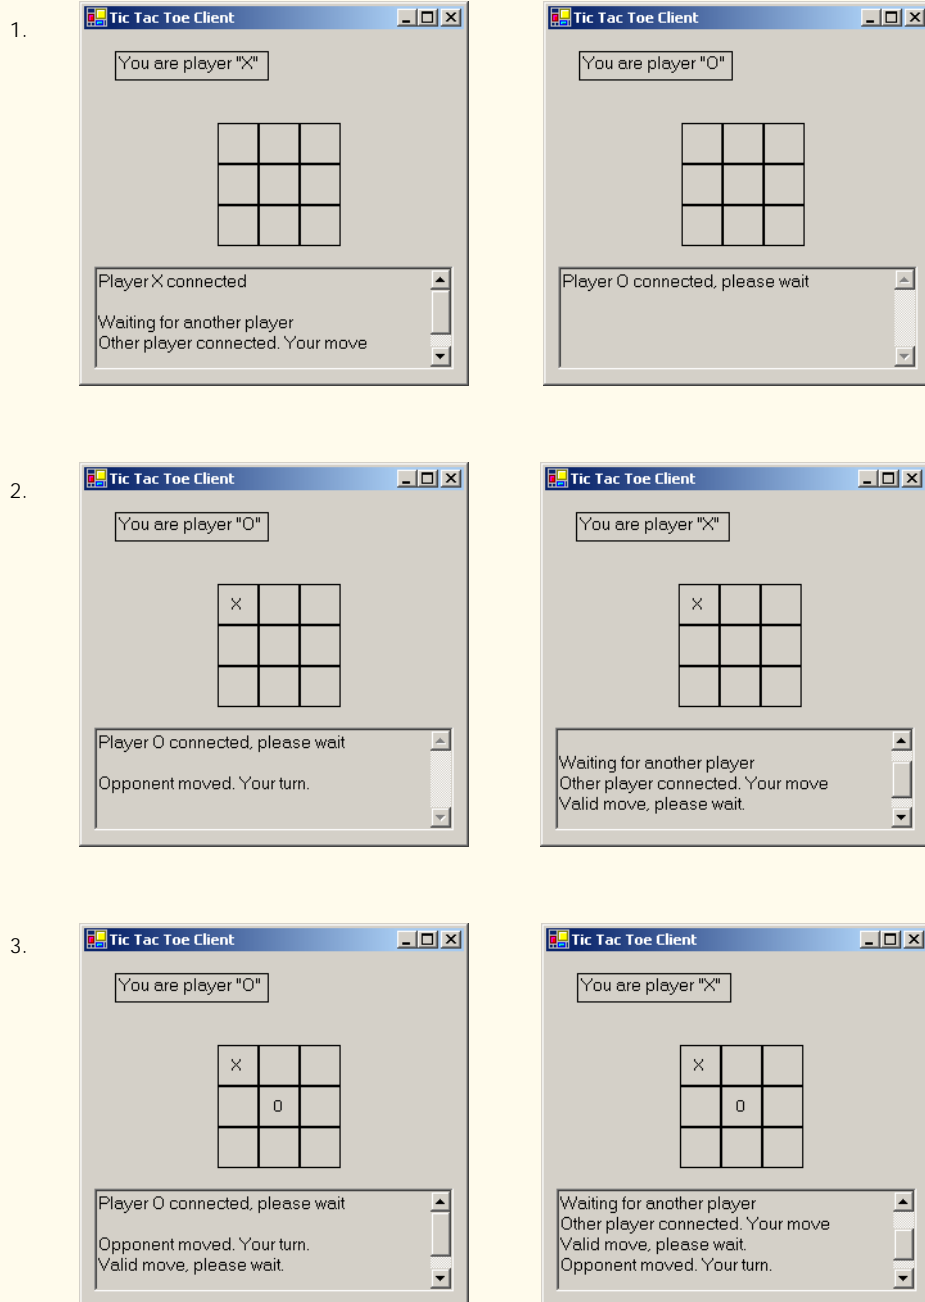 1.
Tic Tac Toe Client
You are player "X"
Player X connected
Waiting for another player
Other player connected. Your move
Tic Tac Toe Client
You are player "O"
Player O connected, please wait
2.
Tic Tac Toe Client
You are player "O"
X
Player O connected, please wait
Opponent moved. Your turn.
Tic Tac Toe Client
You are player "X"
X
Waiting for another player
Other player connected. Your move
Valid move, please wait.
3.
Tic Tac Toe Client
You are player "O"
X
O
Player O connected, please wait
Opponent moved. Your turn.
Valid move, please wait.
Tic Tac Toe Client
You are player "X"
X
O
Waiting for another player
Other player connected. Your move
Valid move, please wait.
Opponent moved. Your turn.